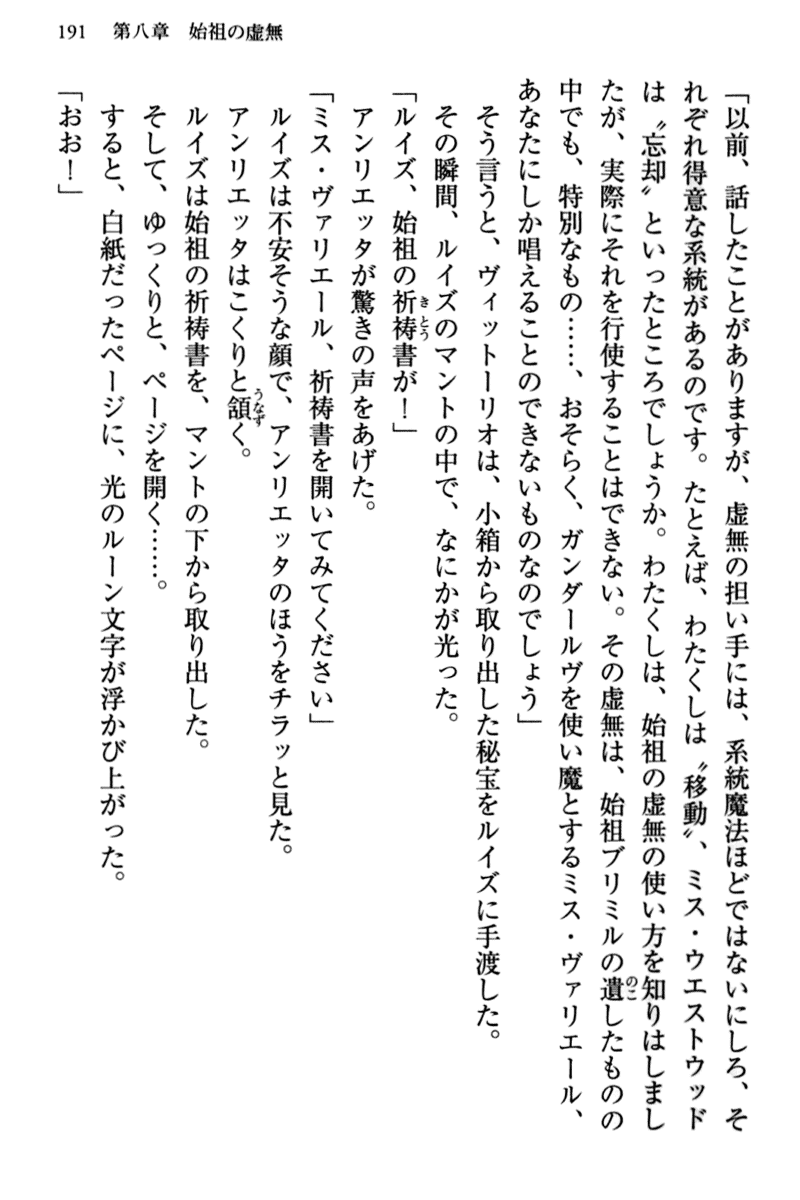 191　第八章　始祖の虚無
「以前、話したことがありますが、虚無の担い手には、系統魔法ほどではないにしろ、そ
れぞれ得意な系統があるのです。たとえば、わたくしは〝移動〟、ミス・ウエストウッド
は〝忘却〟といったところでしょうか。わたくしは、始祖の虚無の使い方を知りはしまし
たが、実際にそれを行使することはできない。その虚無は、始祖ブリミルの遺したものの
中でも、特別なもの……、おそらく、ガンダールヴを使い魔とするミス・ヴァリエール、
あなたにしか唱えることのできないものなのでしょう」
　そう言うと、ヴィットーリオは、小箱から取り出した秘宝をルイズに手渡した。
　その瞬間、ルイズのマントの中で、なにかが光った。
「ルイズ、始祖の祈祷書が！」
　アンリエッタが驚きの声をあげた。
「ミス・ヴァリエール、祈祷書を開いてみてください」
　ルイズは不安そうな顔で、アンリエッタのほうをチラッと見た。
　アンリエッタはこくりと頷く。
　ルイズは始祖の祈祷書を、マントの下から取り出した。
　そして、ゆっくりと、ページを開く……。
　すると、白紙だったページに、光のルーン文字が浮かび上がった。
「おお！」